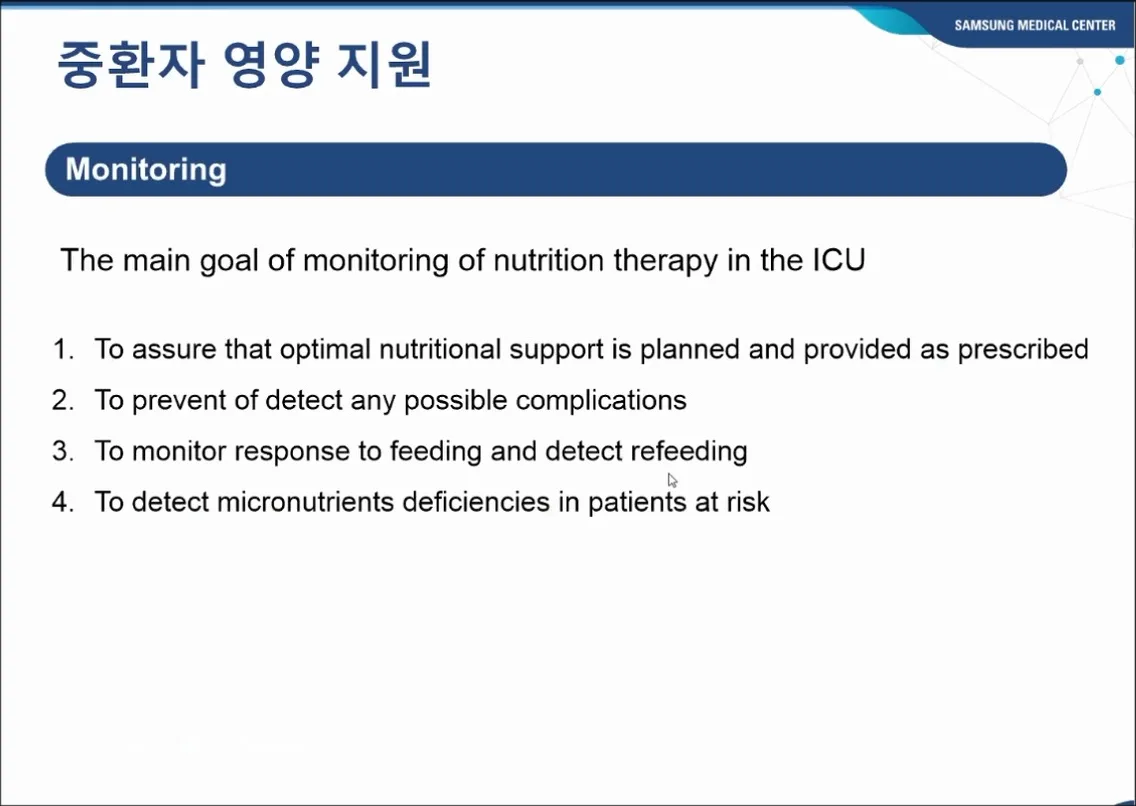 SAMSUNG MEDICAL CENTER
중환자 영양 지원
Monitoring
The main goal of monitoring of nutrition therapy in the ICU
1. To assure that optimal nutritional support is planned and provided as prescribed
2. To prevent of detect any possible complications
3. To monitor response to feeding and detect refeeding
4. To detect micronutrients deficiencies in patients at risk